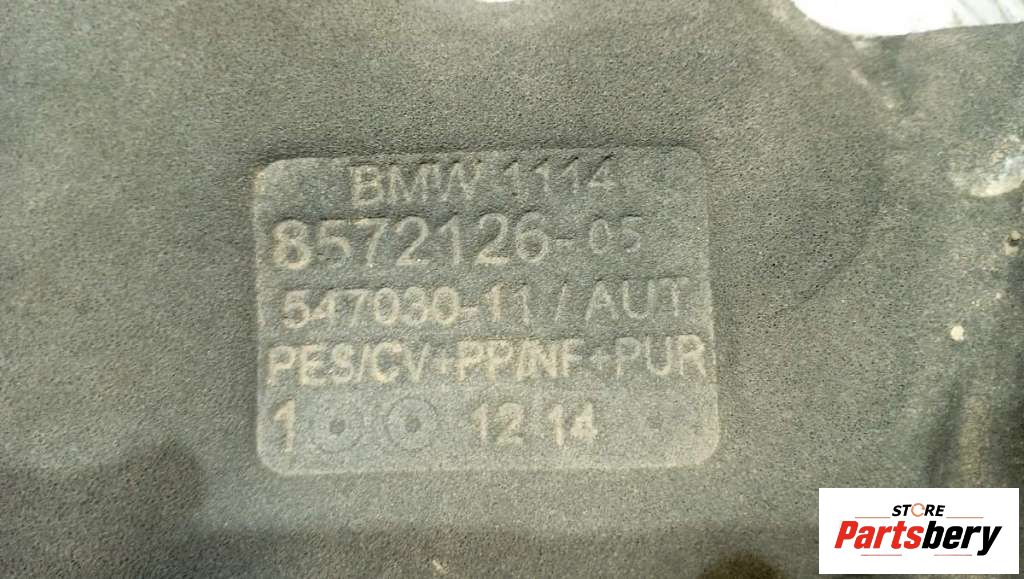 BMW 1114
8572126-05
547030-11 / AUT
PES/CV+PP/NF+PUR
1 12 14
STORE
Partsbery